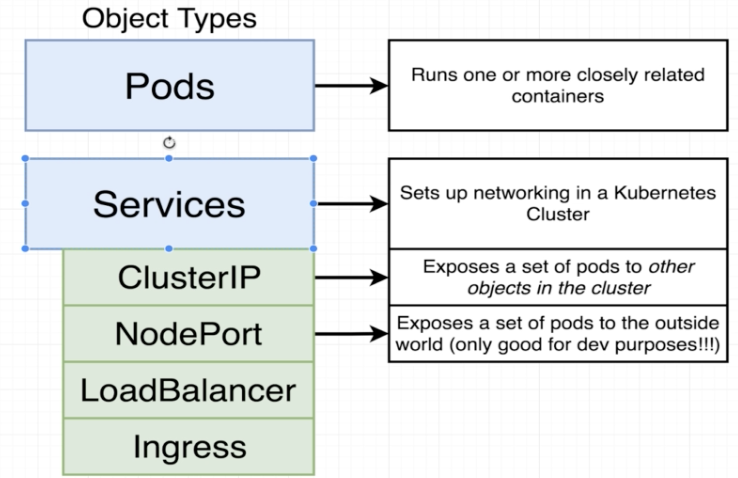 Object Types
Pods
Runs one or more closely related
containers
Services
Sets up networking in a Kubernetes
Cluster
ClusterIP
Exposes a set of pods to other
objects in the cluster
NodePort
Exposes a set of pods to the outside
world (only good for dev purposes!!!)
LoadBalancer
Ingress